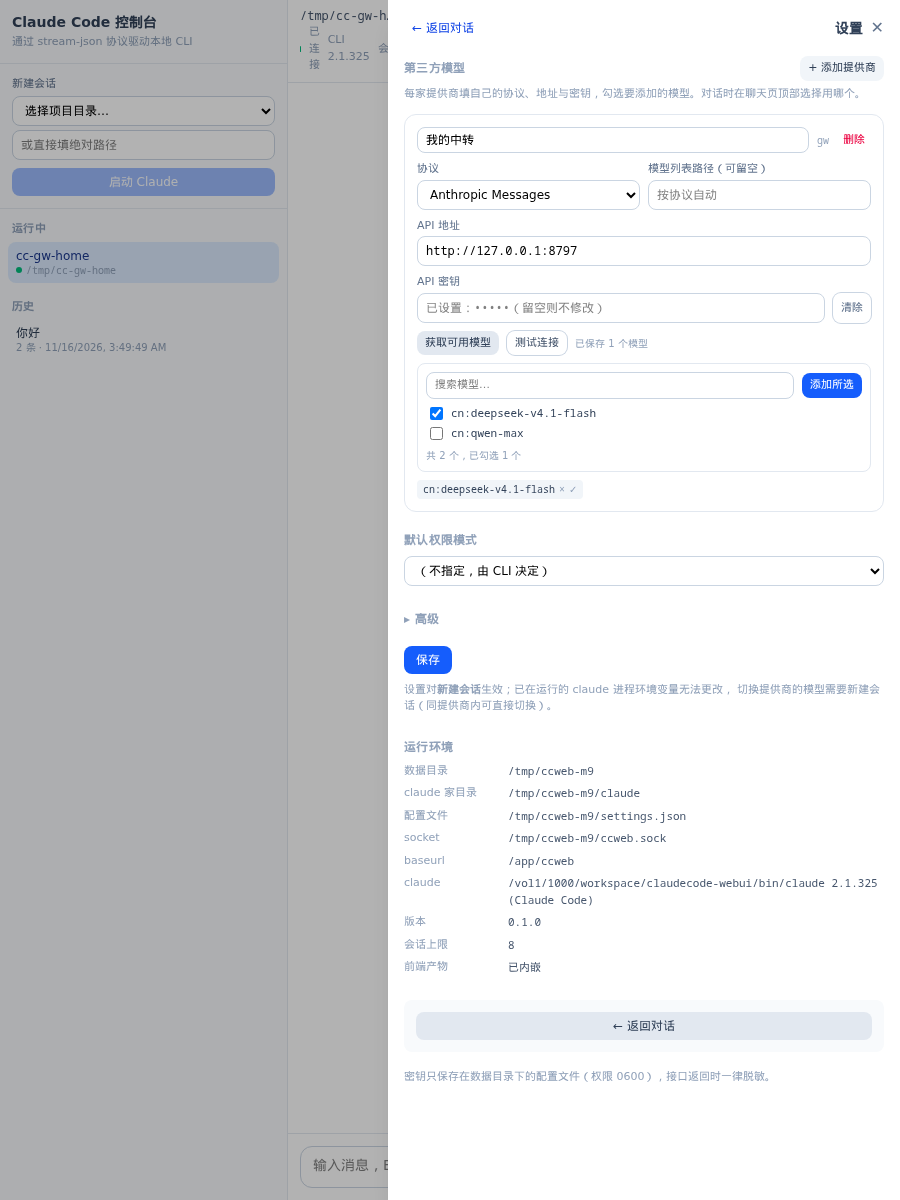 Claude Code 控制台
通过 stream-json 协议驱动本地 CLI
新建会话
选择项目目录...
或直接填绝对路径
启动 Claude
运行中
cc-gw-home
/tmp/cc-gw-home
历史
你好
2 条 · 11/16/2026, 3:49:49 AM
/tmp/cc-gw-h
已连接
CLI 2.1.325
会
输入消息，E
← 返回对话
设置 ×
第三方模型
+ 添加提供商
每家提供商填自己的协议、地址与密钥，勾选要添加的模型。对话时在聊天页顶部选择用哪个。
我的中转
gw
删除
协议
模型列表路径（可留空）
Anthropic Messages
按协议自动
API 地址
http://127.0.0.1:8797
API 密钥
已设置：•••••（留空则不修改）
清除
获取可用模型
测试连接
已保存 1 个模型
搜索模型...
添加所选
cn:deepseek-v4.1-flash
cn:qwen-max
共 2 个，已勾选 1 个
cn:deepseek-v4.1-flash × ✓
默认权限模式
（不指定，由 CLI 决定）
▸ 高级
保存
设置对新建会话生效；已在运行的 claude 进程环境变量无法更改， 切换提供商的模型需要新建会
话（同提供商内可直接切换）。
运行环境
数据目录 /tmp/ccweb-m9
claude 家目录 /tmp/ccweb-m9/claude
配置文件 /tmp/ccweb-m9/settings.json
socket /tmp/ccweb-m9/ccweb.sock
baseurl /app/ccweb
claude /vol1/1000/workspace/claudecode-webui/bin/claude 2.1.325
(Claude Code)
版本 0.1.0
会话上限 8
前端产物 已内嵌
← 返回对话
密钥只保存在数据目录下的配置文件（权限 0600），接口返回时一律脱敏。